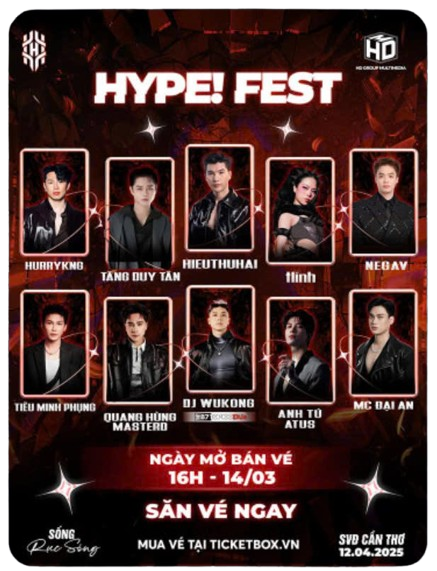 HD
HD GROUP MULTIMEDIA
HYPE! FEST
HURRYKNG
TĂNG DUY TÂN
HIEUTHUHAI
tlinh
NEGAV
TIÊU MINH PHỤNG
QUANG HÙNG
MASTERD
DJ WUKONG
ANH TÚ
ATUS
MC ĐẠI AN
NGÀY MỞ BÁN VÉ
16H - 14/03
SĂN VÉ NGAY
SỐNG
Rực Sáng
MUA VÉ TẠI TICKETBOX.VN
SVĐ CẦN THƠ
12.04.2025